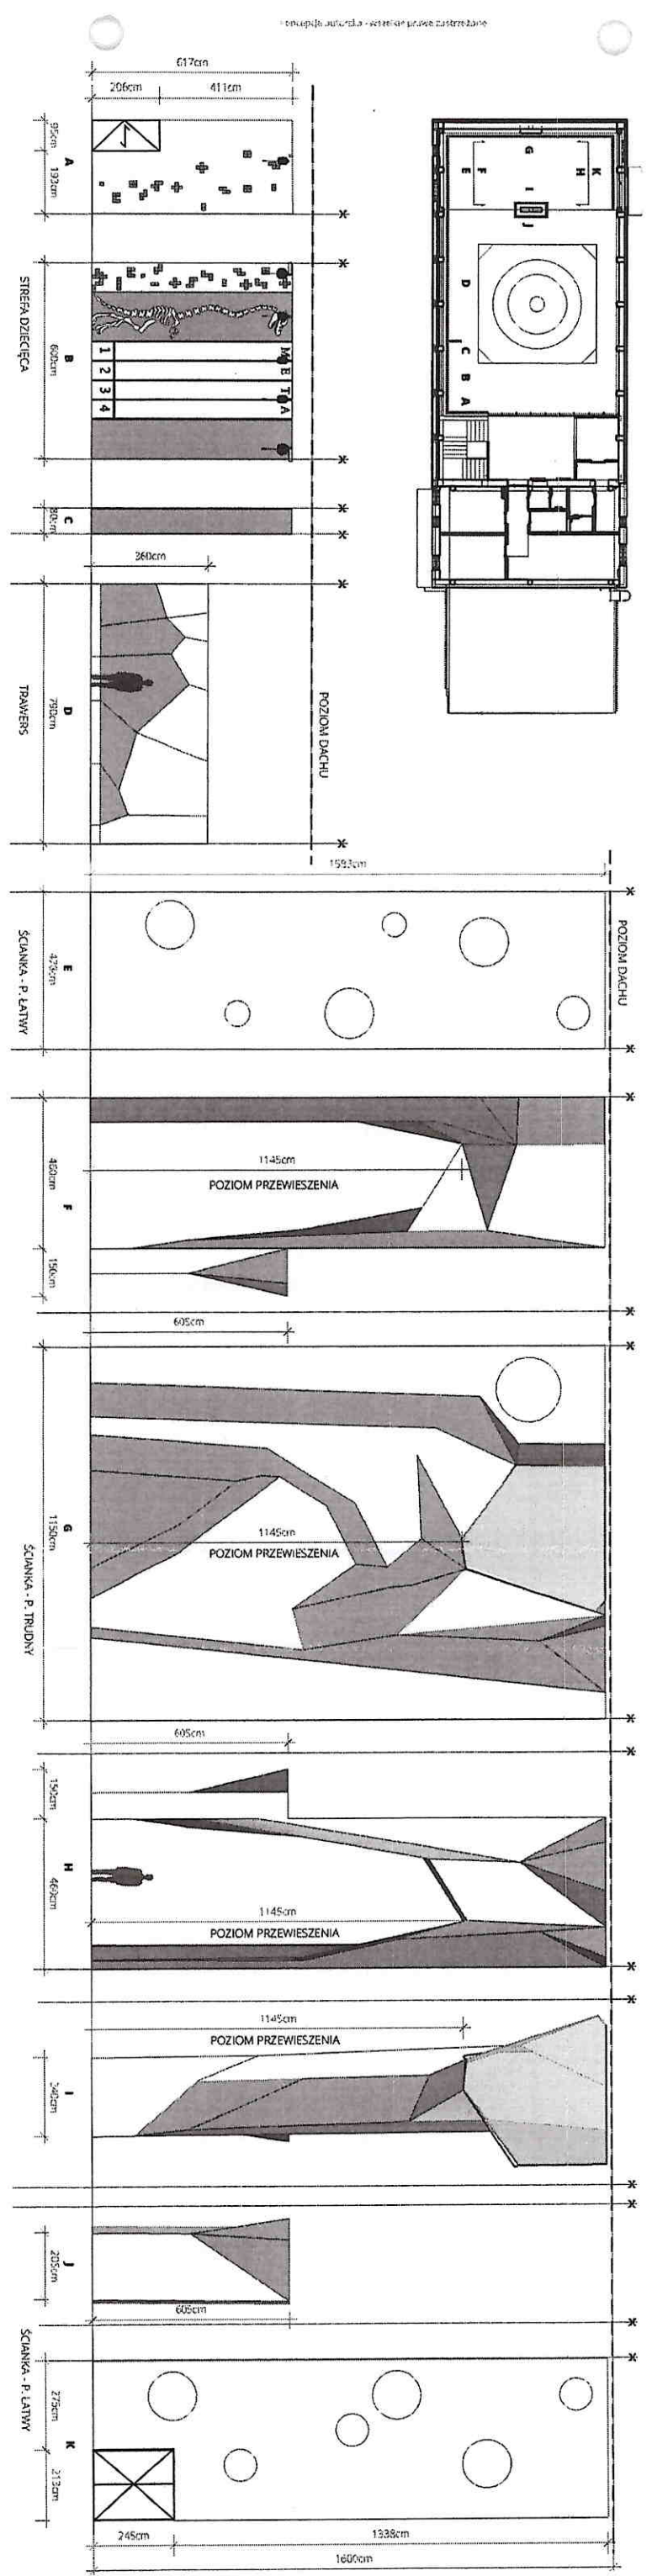 koncepcja autorska - wszelkie prawa zastrzeżone
617cm
206cm
411cm
95cm
193cm
A
G
K
H
E
F
I
J
D
C
B
A
M E T A
1
2
3
4
B
600cm
STREFA DZIECIĘCA
C
80cm
360cm
D
790cm
TRAWERS
POZIOM DACHU
1593cm
POZIOM DACHU
E
ŚCIANKA - P. ŁATWY
1145cm
POZIOM PRZEWIESZENIA
F
460cm
150cm
605cm
1145cm
POZIOM PRZEWIESZENIA
G
1150cm
ŚCIANKA - P. TRUDNY
605cm
150cm
H
460cm
1145cm
POZIOM PRZEWIESZENIA
1145cm
POZIOM PRZEWIESZENIA
I
240cm
J
205cm
605cm
ŚCIANKA - P. ŁATWY
275cm
K
213cm
245cm
1338cm
1600cm